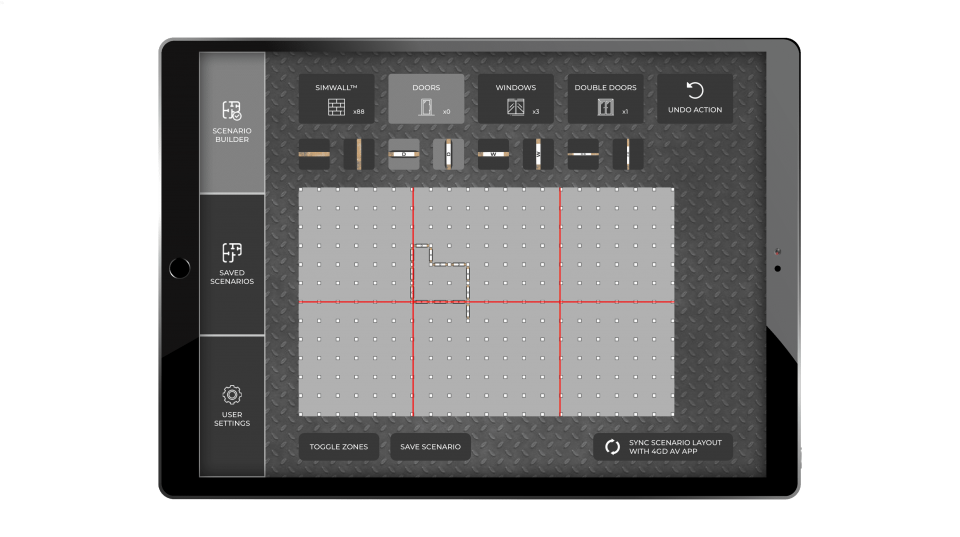 SCENARIO
BUILDER
SAVED
SCENARIOS
USER
SETTINGS
SIMWALL™
x88
DOORS
x0
WINDOWS
x3
DOUBLE DOORS
x1
UNDO ACTION
D
D
W
W
TOGGLE ZONES
SAVE SCENARIO
SYNC SCENARIO LAYOUT
WITH 4GD AV APP